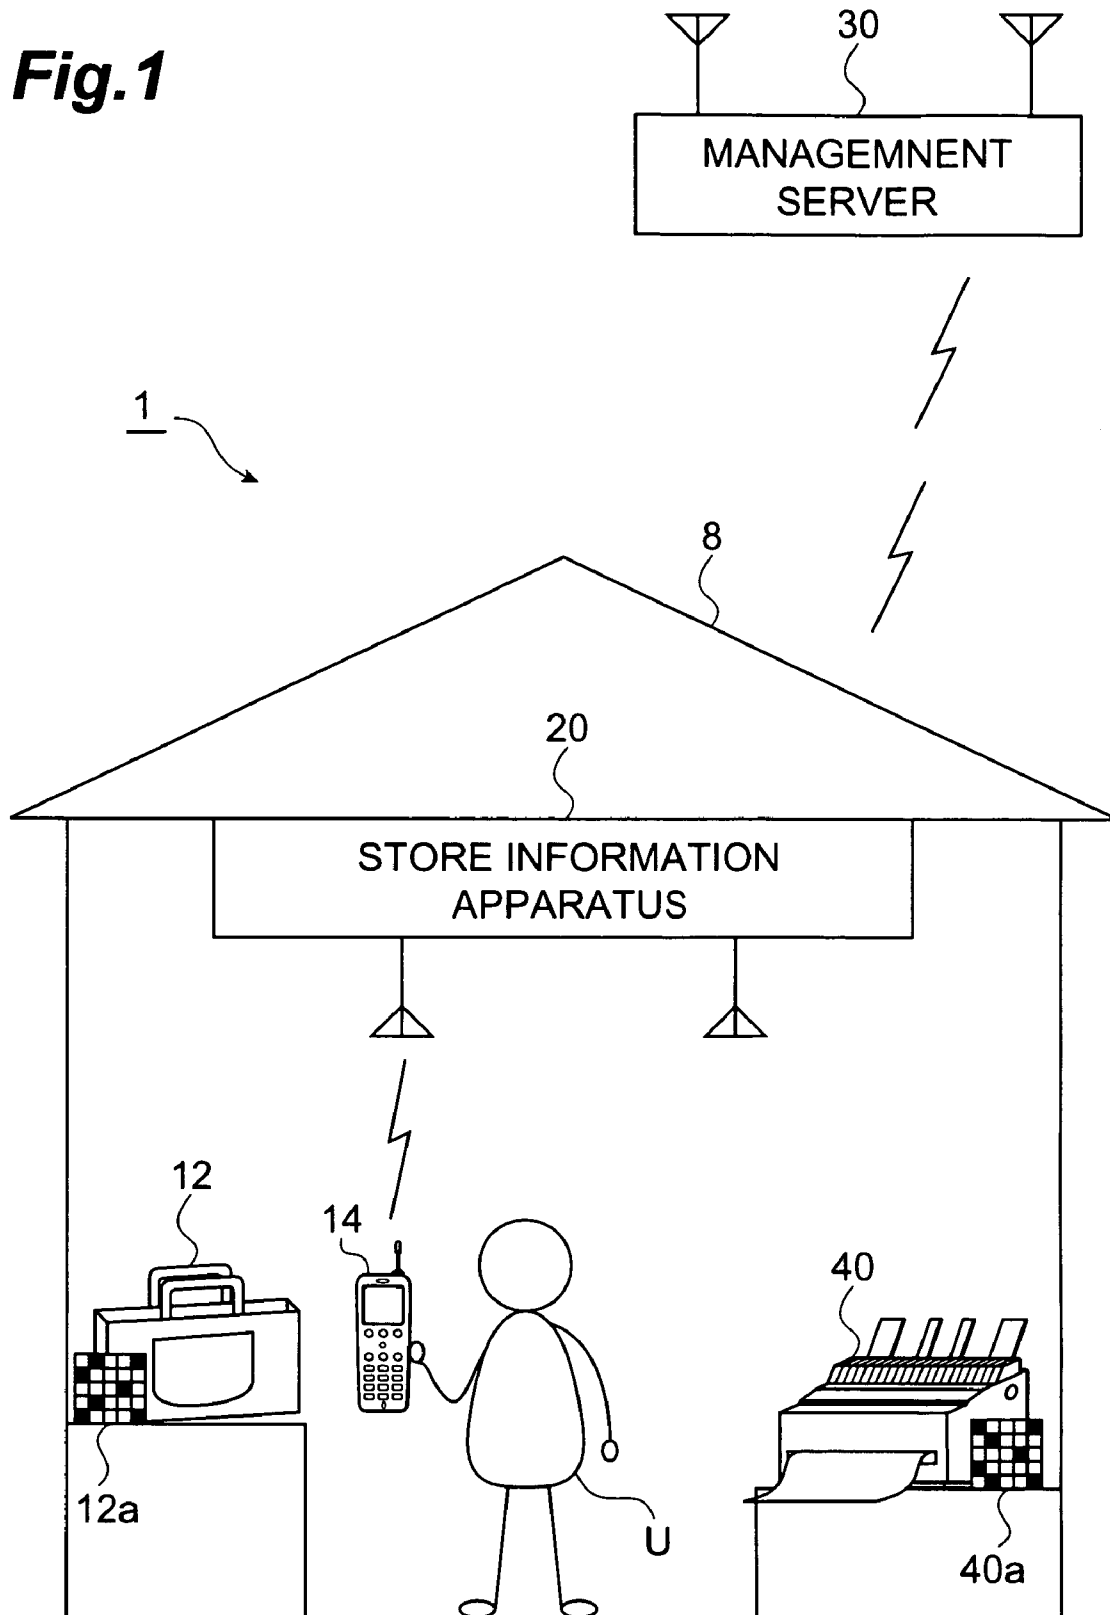 Fig.1
30
MANAGEMNENT
SERVER
1
8
20
STORE INFORMATION
APPARATUS
12
14
40
12a
U
40a